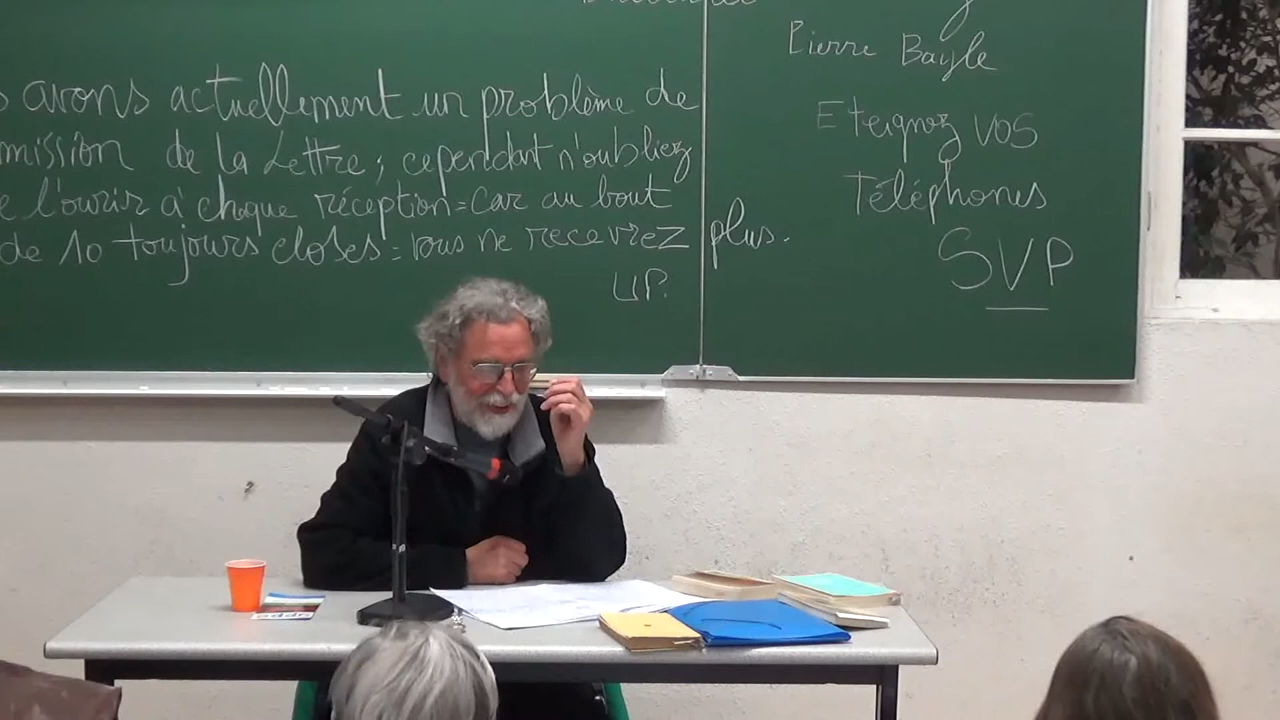 Pierre Bayle
s avons actuellement un problème de
mission de la Lettre ; cependant n'oubliez
e l'ouvrir à chaque réception = car au bout
de 10 toujours closes = vous ne recevrez plus.
UP.
Eteignez vos
Téléphones
SVP